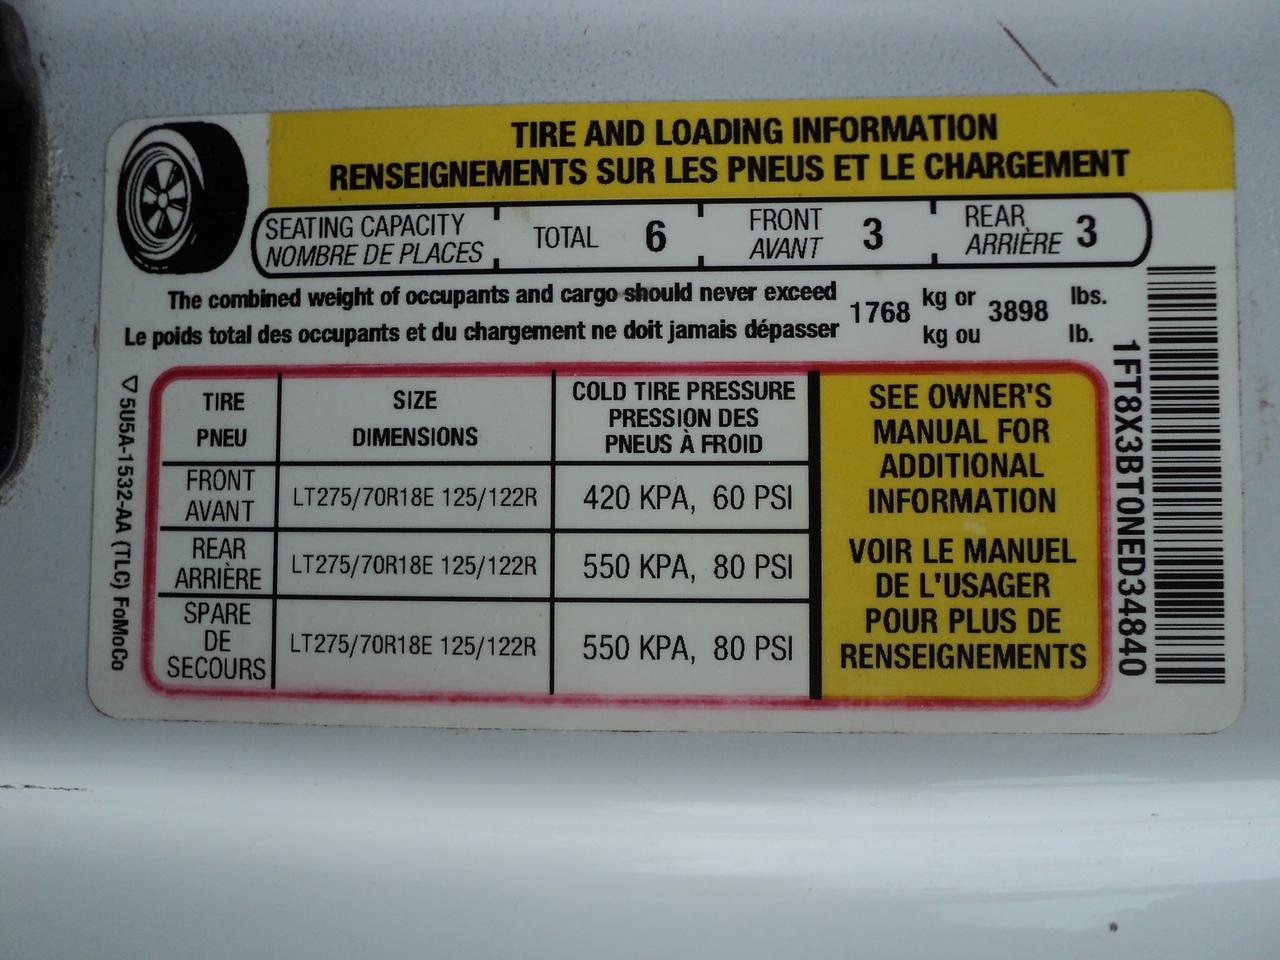 TIRE AND LOADING INFORMATION
RENSEIGNEMENTS SUR LES PNEUS ET LE CHARGEMENT
SEATING CAPACITY TOTAL 6 FRONT 3 REAR 3
NOMBRE DE PLACES AVANT ARRIÈRE
The combined weight of occupants and cargo should never exceed 1768 kg or 3898 lbs.
Le poids total des occupants et du chargement ne doit jamais dépasser kg ou lb.
TIRE SIZE COLD TIRE PRESSURE
PNEU DIMENSIONS PRESSION DES
PNEUS À FROID
FRONT
AVANT LT275/70R18E 125/122R 420 KPA, 60 PSI
REAR
ARRIÈRE LT275/70R18E 125/122R 550 KPA, 80 PSI
SPARE
DE
SECOURS LT275/70R18E 125/122R 550 KPA, 80 PSI
SEE OWNER'S
MANUAL FOR
ADDITIONAL
INFORMATION
VOIR LE MANUEL
DE L'USAGER
POUR PLUS DE
RENSEIGNEMENTS
5U5A-1532-AA (TLC) FoMoCo
1FT8X3BT0NED34840